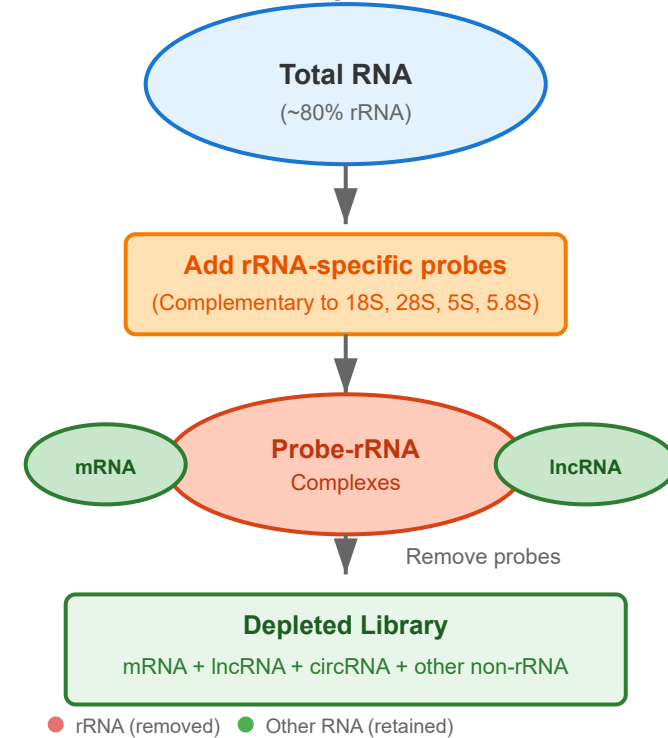 Total RNA
(~80% rRNA)
Add rRNA-specific probes
(Complementary to 18S, 28S, 5S, 5.8S)
Probe-rRNA
Complexes
mRNA
lncRNA
Remove probes
Depleted Library
mRNA + lncRNA + circRNA + other non-rRNA
rRNA (removed)
Other RNA (retained)